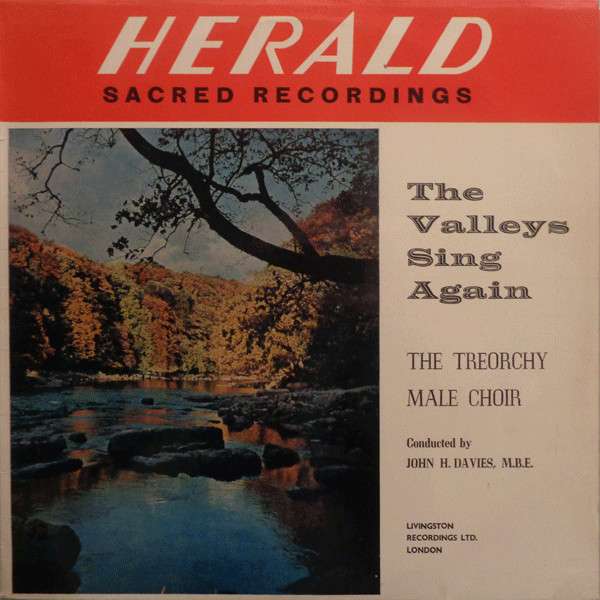 HERALD
SACRED RECORDINGS
The
Valleys
Sing
Again
THE TREORCHY
MALE CHOIR
Conducted by
JOHN H. DAVIES, M.B.E.
LIVINGSTON
RECORDINGS LTD.
LONDON